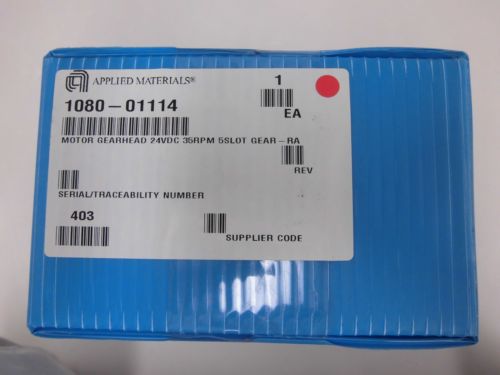 APPLIED MATERIALS®
1
1080-01114
EA
MOTOR GEARHEAD 24VDC 35RPM 5SLOT GEAR-RA
REV
SERIAL/TRACEABILITY NUMBER
403
SUPPLIER CODE